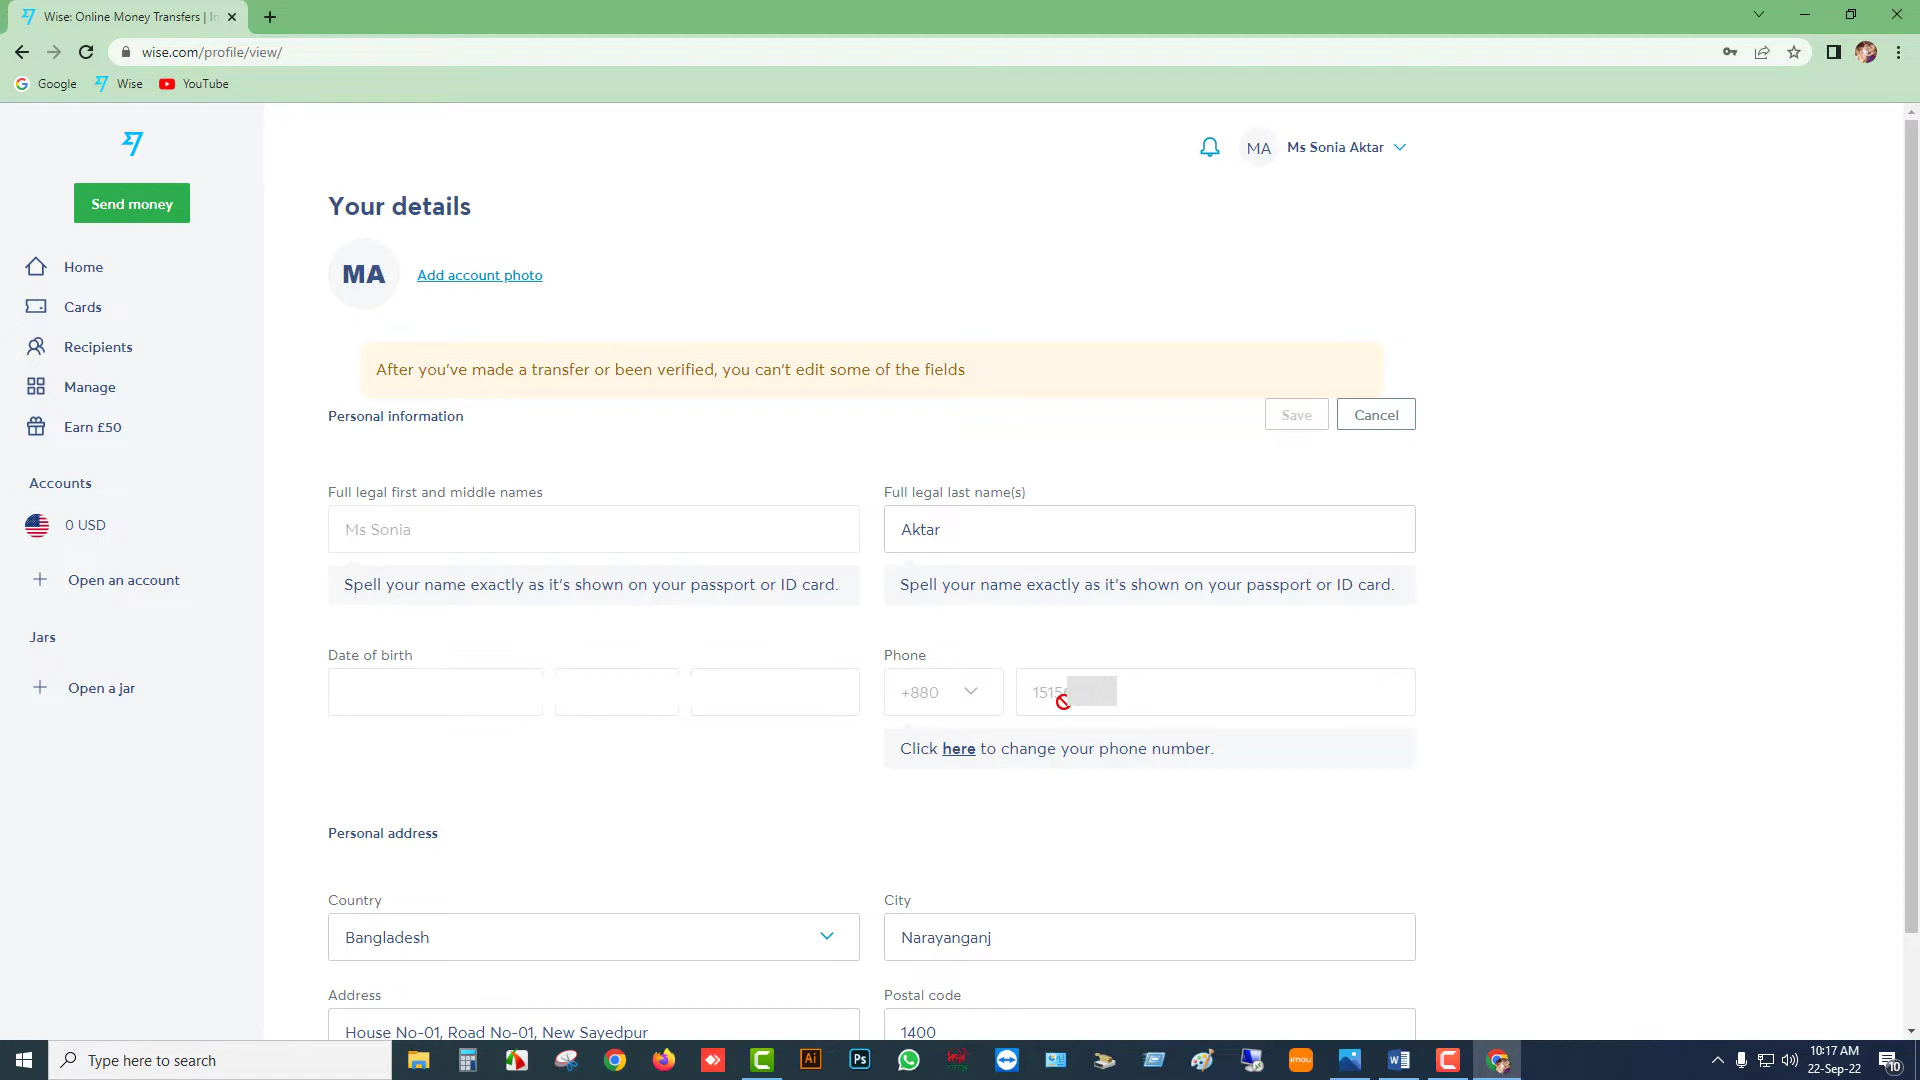 Wise: Online Money Transfers | In
wise.com/profile/view/
Google
Wise
YouTube
Send money
Home
Cards
Recipients
Manage
Earn £50
Accounts
0 USD
Open an account
Jars
Open a jar
MA
Ms Sonia Aktar
Your details
MA
Add account photo
After you've made a transfer or been verified, you can't edit some of the fields
Personal information
Save
Cancel
Full legal first and middle names
Full legal last name(s)
Ms Sonia
Aktar
Spell your name exactly as it's shown on your passport or ID card.
Spell your name exactly as it's shown on your passport or ID card.
Date of birth
Phone
+880
1515
Click here to change your phone number.
Personal address
Country
City
Bangladesh
Narayanganj
Address
Postal code
House No-01, Road No-01, New Sayedpur
1400
Type here to search
Ai
Ps
imou
10:17 AM
22-Sep-22
10